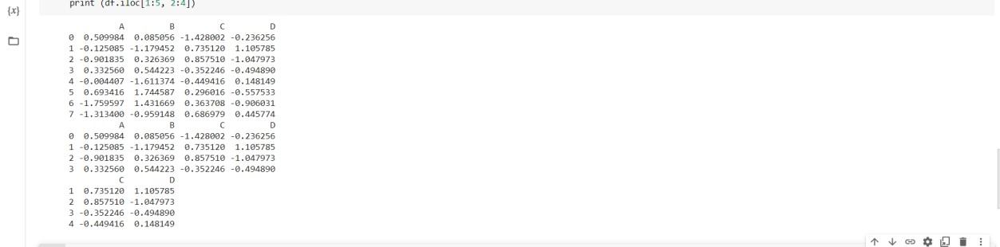 print (df.iloc[1:5, 2:4])
{x}
A B C D
0 0.509984 0.085056 -1.428002 -0.236256
1 -0.125085 -1.179452 0.735120 1.105785
2 -0.901835 0.326369 0.857510 -1.047973
3 0.332560 0.544223 -0.352246 -0.494890
4 -0.004407 -1.611374 -0.449416 0.148149
5 0.693416 1.744587 0.296016 -0.557533
6 -1.759597 1.431669 0.363708 -0.906031
7 -1.313400 -0.959148 0.686979 0.445774
A B C D
0 0.509984 0.085056 -1.428002 -0.236256
1 -0.125085 -1.179452 0.735120 1.105785
2 -0.901835 0.326369 0.857510 -1.047973
3 0.332560 0.544223 -0.352246 -0.494890
C D
1 0.735120 1.105785
2 0.857510 -1.047973
3 -0.352246 -0.494890
4 -0.449416 0.148149